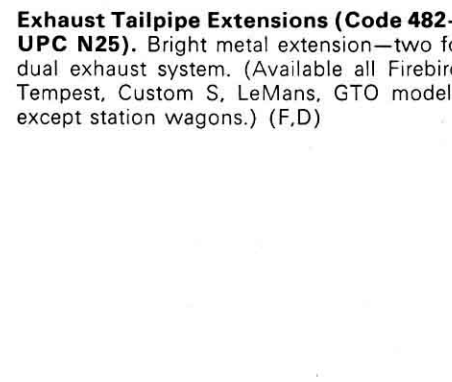 Exhaust Tailpipe Extensions (Code 482-
UPC N25). Bright metal extension—two fo
dual exhaust system. (Available all Firebird
Tempest, Custom S, LeMans, GTO model
except station wagons.) (F,D)